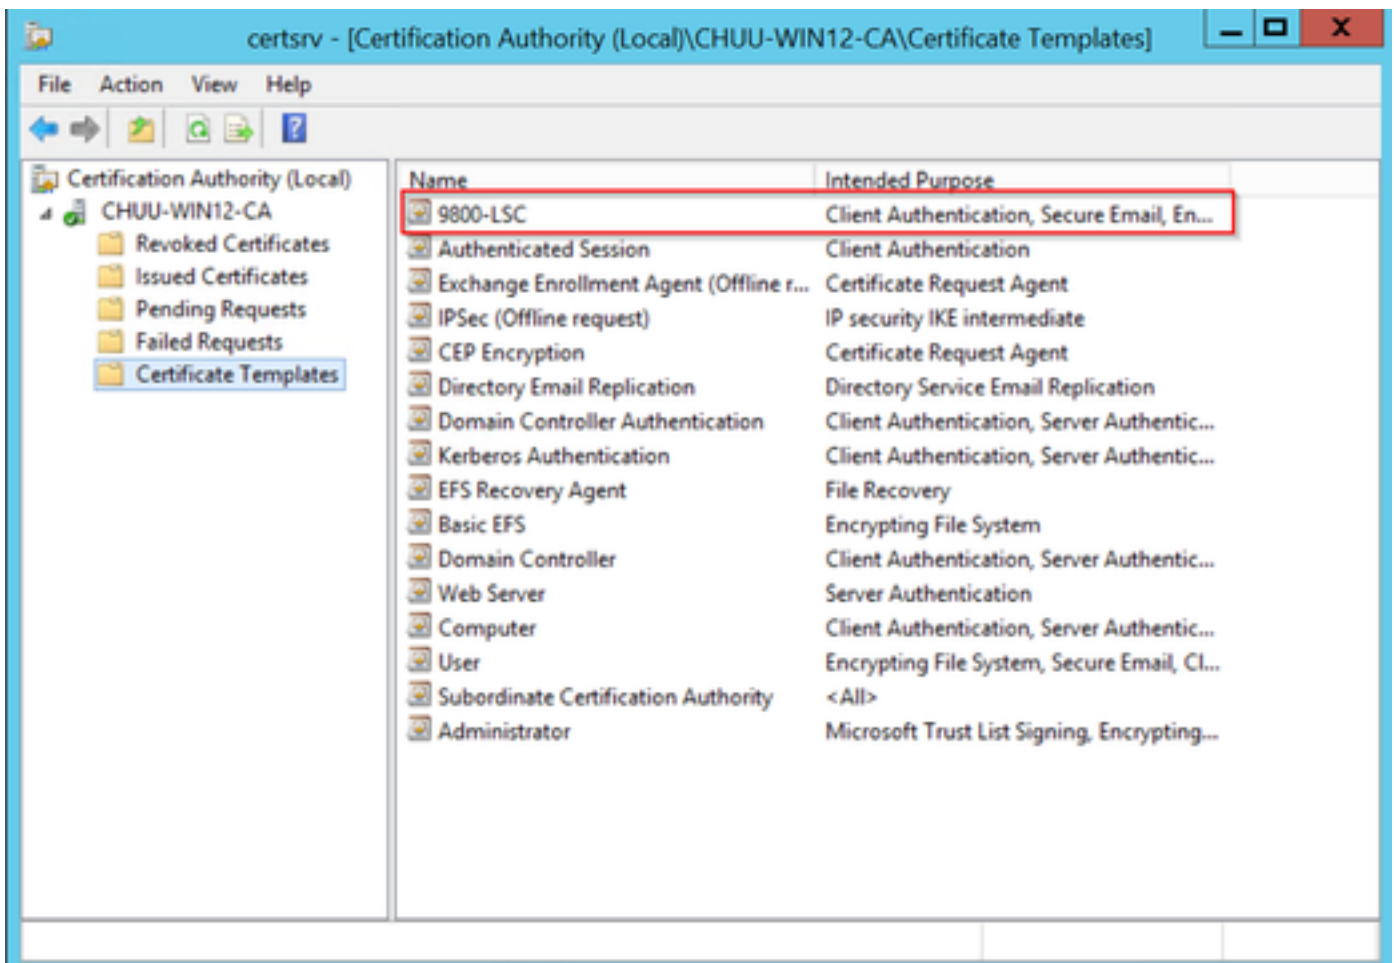 certsrv - [Certification Authority (Local)\CHUU-WIN12-CA\Certificate Templates]
File Action View Help
Certification Authority (Local)
CHUU-WIN12-CA
Revoked Certificates
Issued Certificates
Pending Requests
Failed Requests
Certificate Templates
Name Intended Purpose
9800-LSC Client Authentication, Secure Email, En...
Authenticated Session Client Authentication
Exchange Enrollment Agent (Offline r... Certificate Request Agent
IPSec (Offline request) IP security IKE intermediate
CEP Encryption Certificate Request Agent
Directory Email Replication Directory Service Email Replication
Domain Controller Authentication Client Authentication, Server Authentic...
Kerberos Authentication Client Authentication, Server Authentic...
EFS Recovery Agent File Recovery
Basic EFS Encrypting File System
Domain Controller Client Authentication, Server Authentic...
Web Server Server Authentication
Computer Client Authentication, Server Authentic...
User Encrypting File System, Secure Email, Cl...
Subordinate Certification Authority <All>
Administrator Microsoft Trust List Signing, Encrypting...